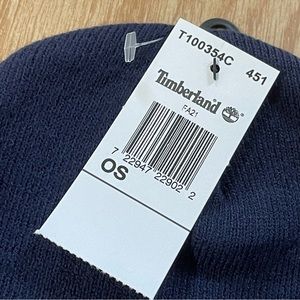 T100354C 451
Timberland
FA21
7 22947 22902 2
OS